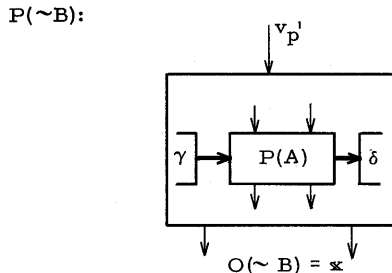 P(~B):
v_p'
γ P(A) δ
O(~ B) = x